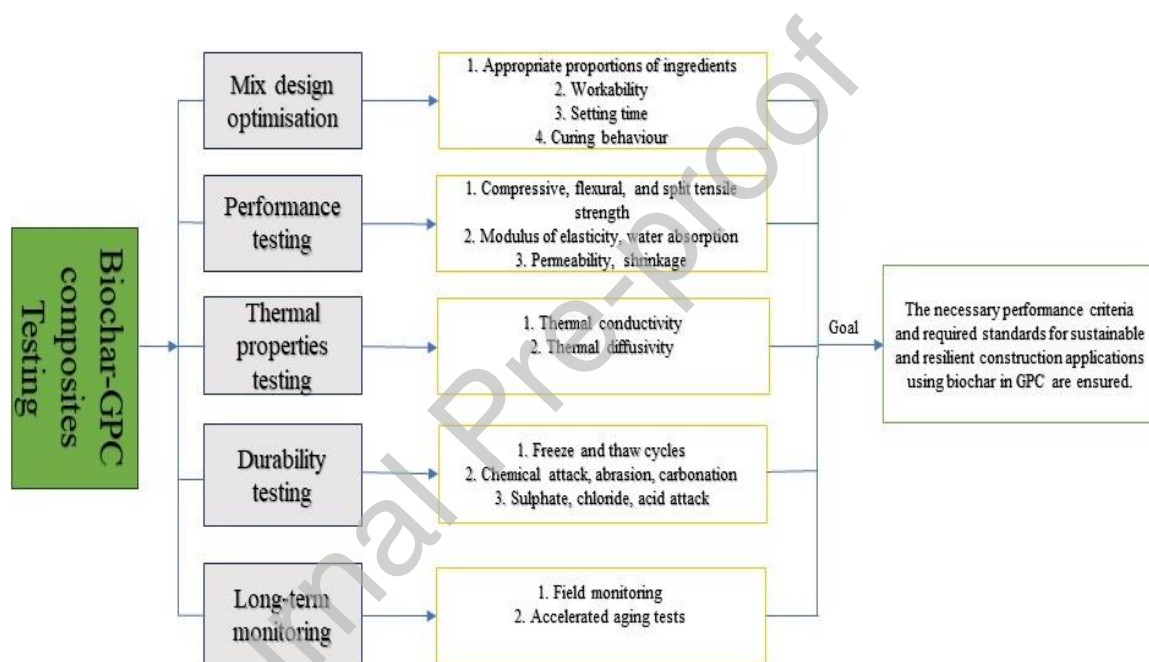 Biochar-GPC
composites
Testing
Mix design
optimisation
1. Appropriate proportions of ingredients
2. Workability
3. Setting time
4. Curing behaviour
Performance
testing
1. Compressive, flexural, and split tensile
strength
2. Modulus of elasticity, water absorption
3. Permeability, shrinkage
Thermal
properties
testing
1. Thermal conductivity
2. Thermal diffusivity
Durability
testing
1. Freeze and thaw cycles
2. Chemical attack, abrasion, carbonation
3. Sulphate, chloride, acid attack
Long-term
monitoring
1. Field monitoring
2. Accelerated aging tests
Goal
The necessary performance criteria
and required standards for sustainable
and resilient construction applications
using biochar in GPC are ensured.
rnal Pre-proof